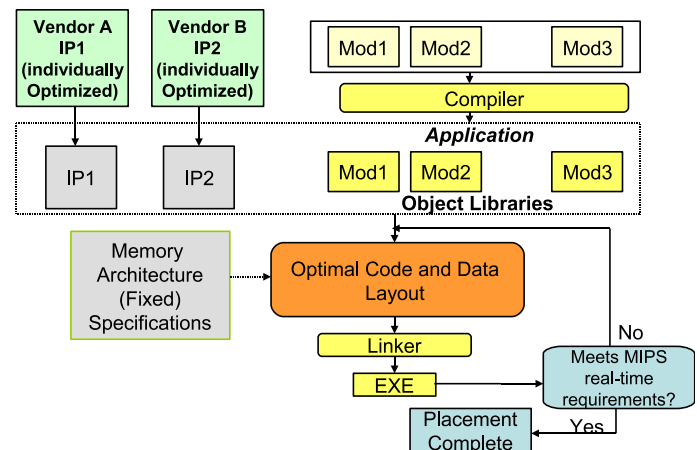 Vendor A
IP1
(individually
Optimized)
Vendor B
IP2
(individually
Optimized)
Mod1
Mod2
Mod3
Compiler
Application
IP1
IP2
Mod1
Mod2
Mod3
Object Libraries
Memory
Architecture
(Fixed)
Specifications
Optimal Code and Data
Layout
Linker
EXE
No
Meets MIPS
real-time
requirements?
Yes
Placement
Complete